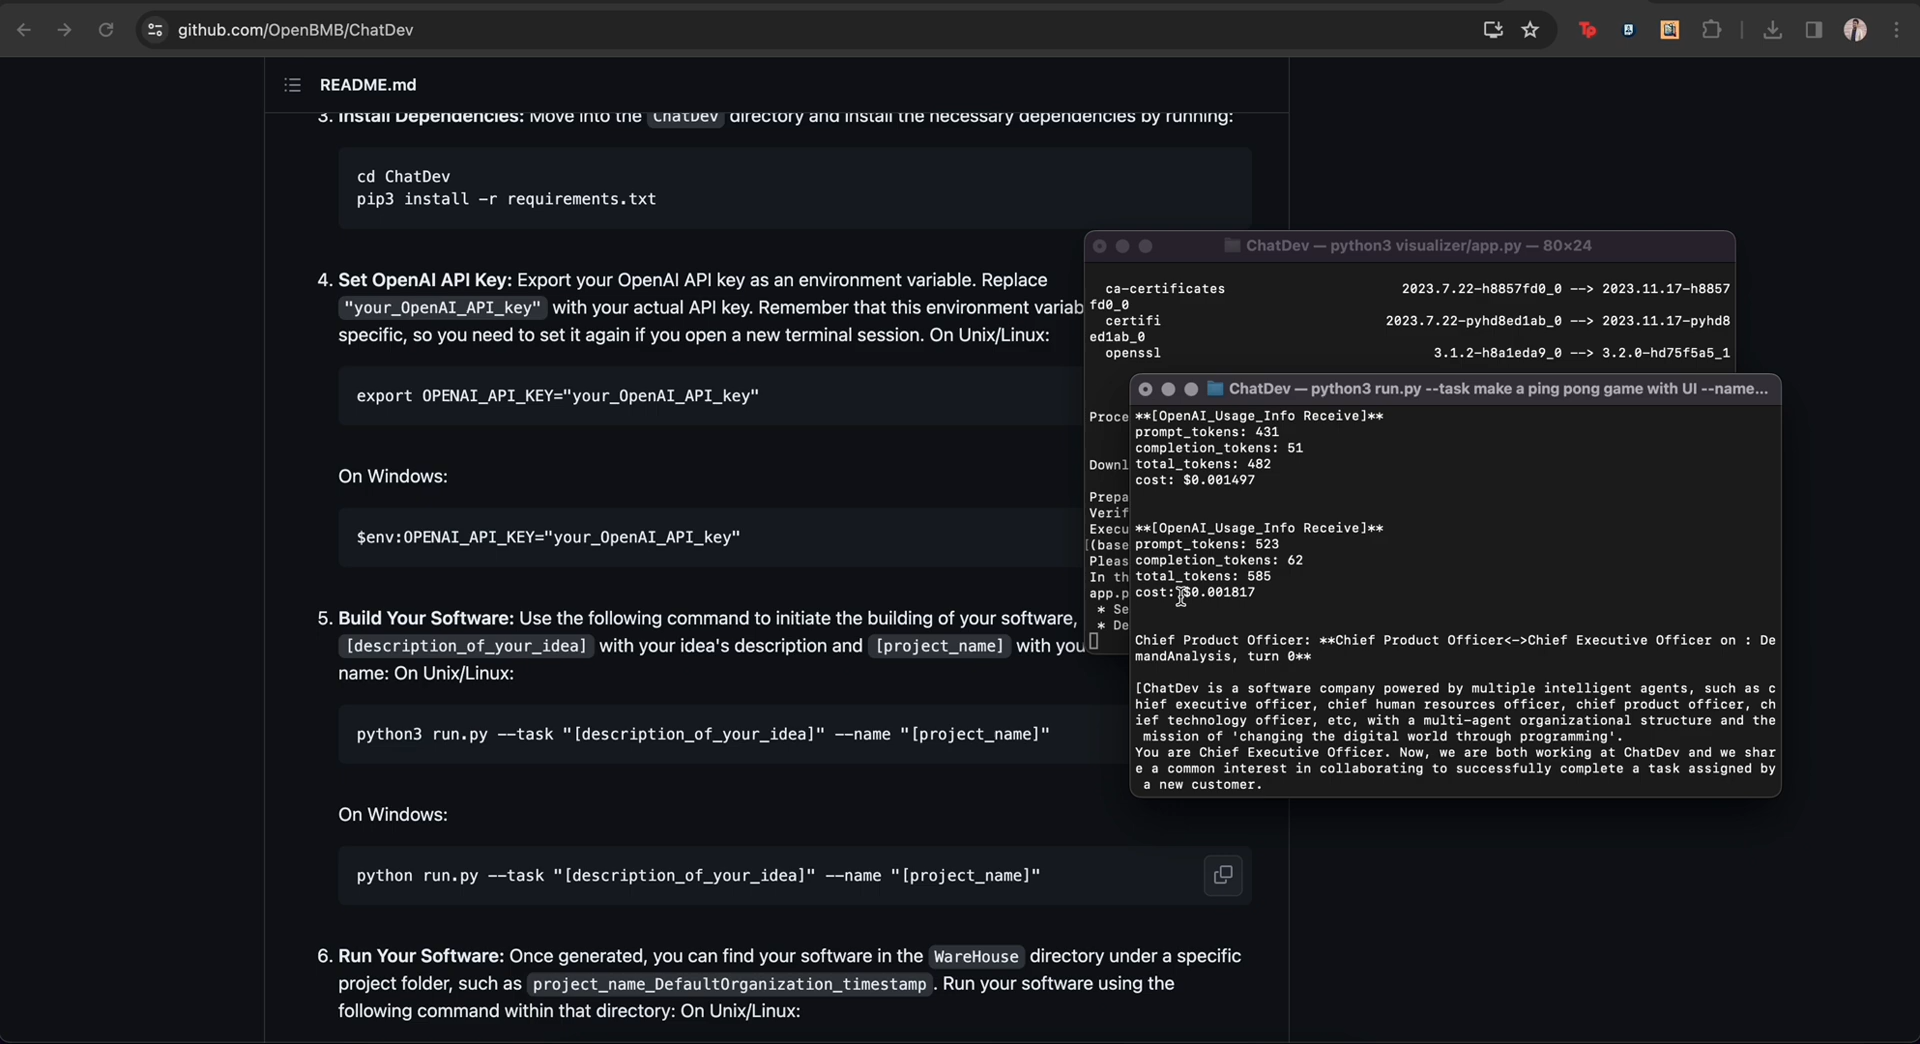 github.com/OpenBMB/ChatDev
Tp
README.md
3. Install Dependencies: Move into the ChatDev directory and install the necessary dependencies by running:
cd ChatDev
pip3 install -r requirements.txt
4. Set OpenAI API Key: Export your OpenAI API key as an environment variable. Replace
"your_OpenAI_API_key" with your actual API key. Remember that this environment variab
specific, so you need to set it again if you open a new terminal session. On Unix/Linux:
export OPENAI_API_KEY="your_OpenAI_API_key"
On Windows:
$env:OPENAI_API_KEY="your_OpenAI_API_key"
5. Build Your Software: Use the following command to initiate the building of your software,
[description_of_your_idea] with your idea's description and [project_name] with you
name: On Unix/Linux:
python3 run.py --task "[description_of_your_idea]" --name "[project_name]"
On Windows:
python run.py --task "[description_of_your_idea]" --name "[project_name]"
6. Run Your Software: Once generated, you can find your software in the WareHouse directory under a specific
project folder, such as project_name_DefaultOrganization_timestamp. Run your software using the
following command within that directory: On Unix/Linux:
ChatDev — python3 visualizer/app.py — 80×24
ca-certificates 2023.7.22-h8857fd0_0 --> 2023.11.17-h8857
fd0_0
certifi 2023.7.22-pyhd8ed1ab_0 --> 2023.11.17-pyhd8
ed1ab_0
openssl 3.1.2-h8a1eda9_0 --> 3.2.0-hd75f5a5_1
Proce
Downl
Prepa
Verif
Execu
[(base
Pleas
In th
app.p
* Se
* De
ChatDev — python3 run.py --task make a ping pong game with UI --name...
**[OpenAI_Usage_Info Receive]**
prompt_tokens: 431
completion_tokens: 51
total_tokens: 482
cost: $0.001497
**[OpenAI_Usage_Info Receive]**
prompt_tokens: 523
completion_tokens: 62
total_tokens: 585
cost: $0.001817
Chief Product Officer: **Chief Product Officer<->Chief Executive Officer on : De
mandAnalysis, turn 0**
[ChatDev is a software company powered by multiple intelligent agents, such as c
hief executive officer, chief human resources officer, chief product officer, ch
ief technology officer, etc, with a multi-agent organizational structure and the
mission of 'changing the digital world through programming'.
You are Chief Executive Officer. Now, we are both working at ChatDev and we shar
e a common interest in collaborating to successfully complete a task assigned by
a new customer.